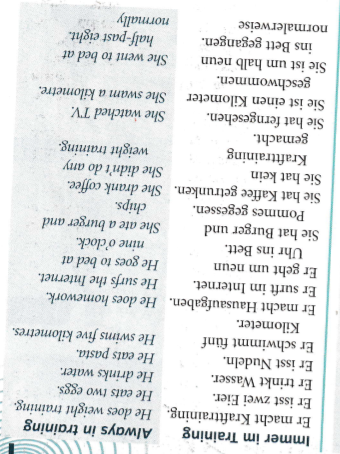 Immer im Training
Er macht Krafttraining.
Er isst zwei Eier.
Er trinkt Wasser.
Er isst Nudeln.
Er schwimmt fünf
Kilometer.
Er macht Hausaufgaben.
Er surft im Internet.
Er geht um neun
Uhr ins Bett.
Sie hat Burger und
Pommes gegessen.
Sie hat Kaffee getrunken.
Sie hat kein
Krafttraining
gemacht.
Sie hat ferngesehen.
Sie ist einen Kilometer
geschwommen.
Sie ist um halb neun
ins Bett gegangen.
normalerweise
Always in training
He does weight training.
He eats two eggs.
He drinks water.
He eats pasta.
He swims five kilometres.
He does homework.
He surfs the Internet.
He goes to bed at
nine o'clock.
She ate a burger and
chips.
She drank coffee.
She didn't do any
weight training.
She watched TV.
She swam a kilometre.
She went to bed at
half-past eight.
normally